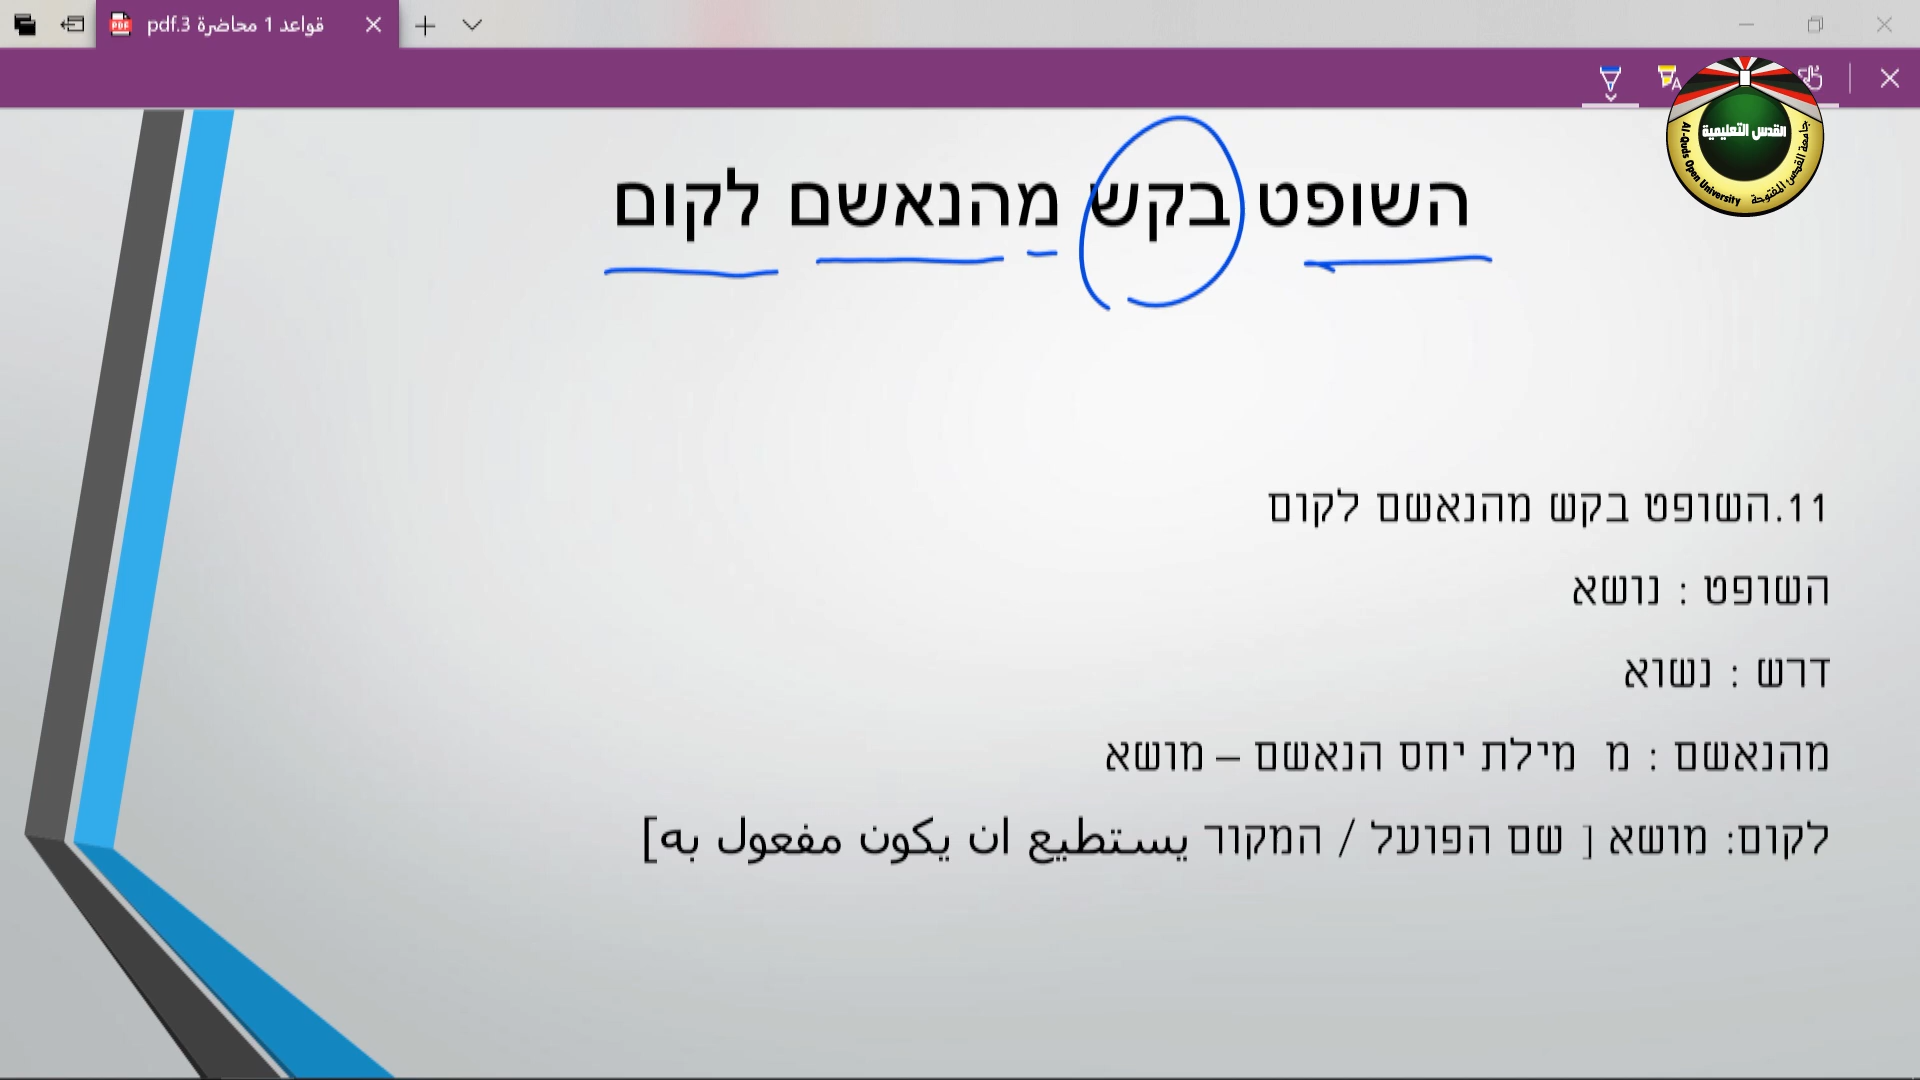 قواعد 1 محاضرة 3.pdf
القدس التعليمية
جامعة القدس المفتوحة
Al-Quds Open University
השופט בקש מהנאשם לקום
11.השופט בקש מהנאשם לקום
השופט : נושא
דרש : נשוא
מהנאשם : מ מילת יחס הנאשם – מושא
לקום: מושא [ שם הפועל / המקור يستطيع ان يكون مفعول به]